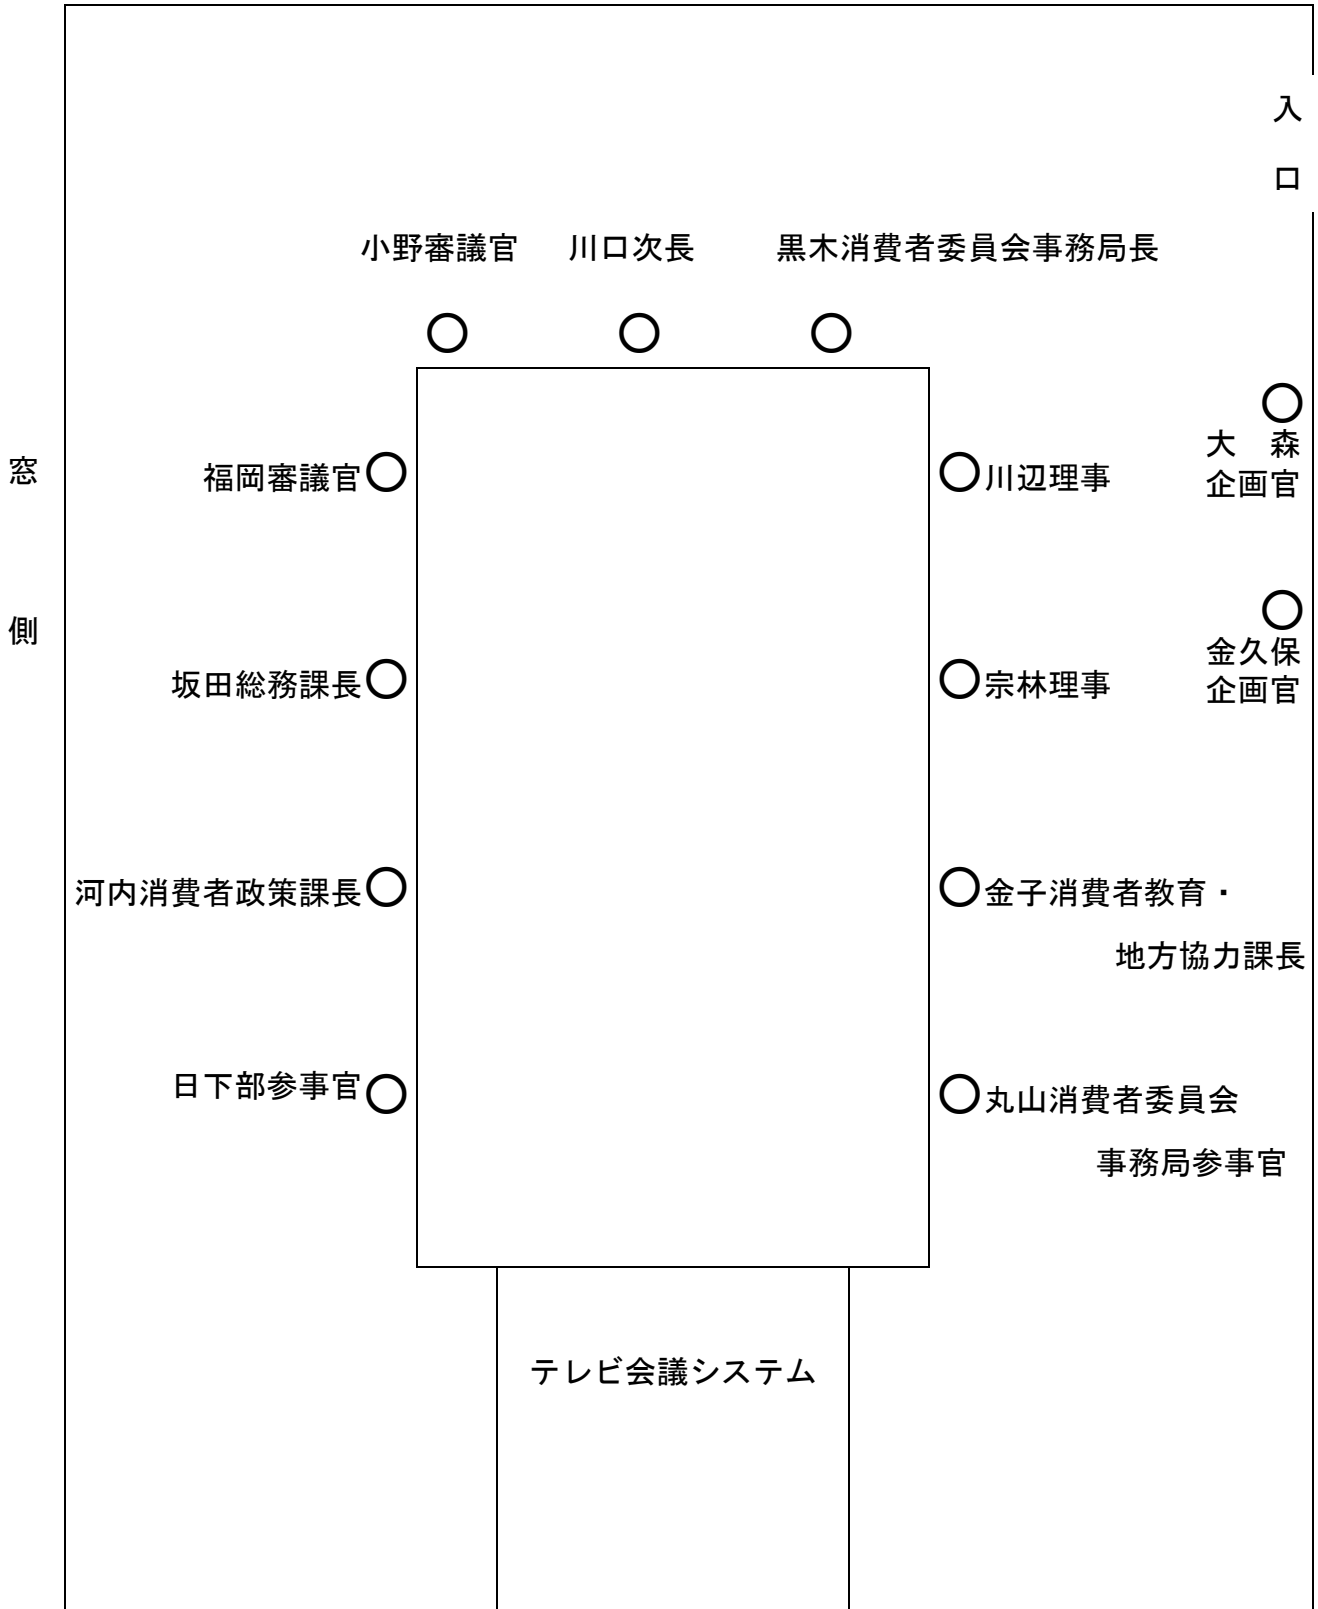 入口
小野審議官 川口次長 黒木消費者委員会事務局長
窓側
福岡審議官
川辺理事
大 森
企画官
坂田総務課長
宗林理事
金久保
企画官
河内消費者政策課長
金子消費者教育・
地方協力課長
日下部参事官
丸山消費者委員会
事務局参事官
テレビ会議システム